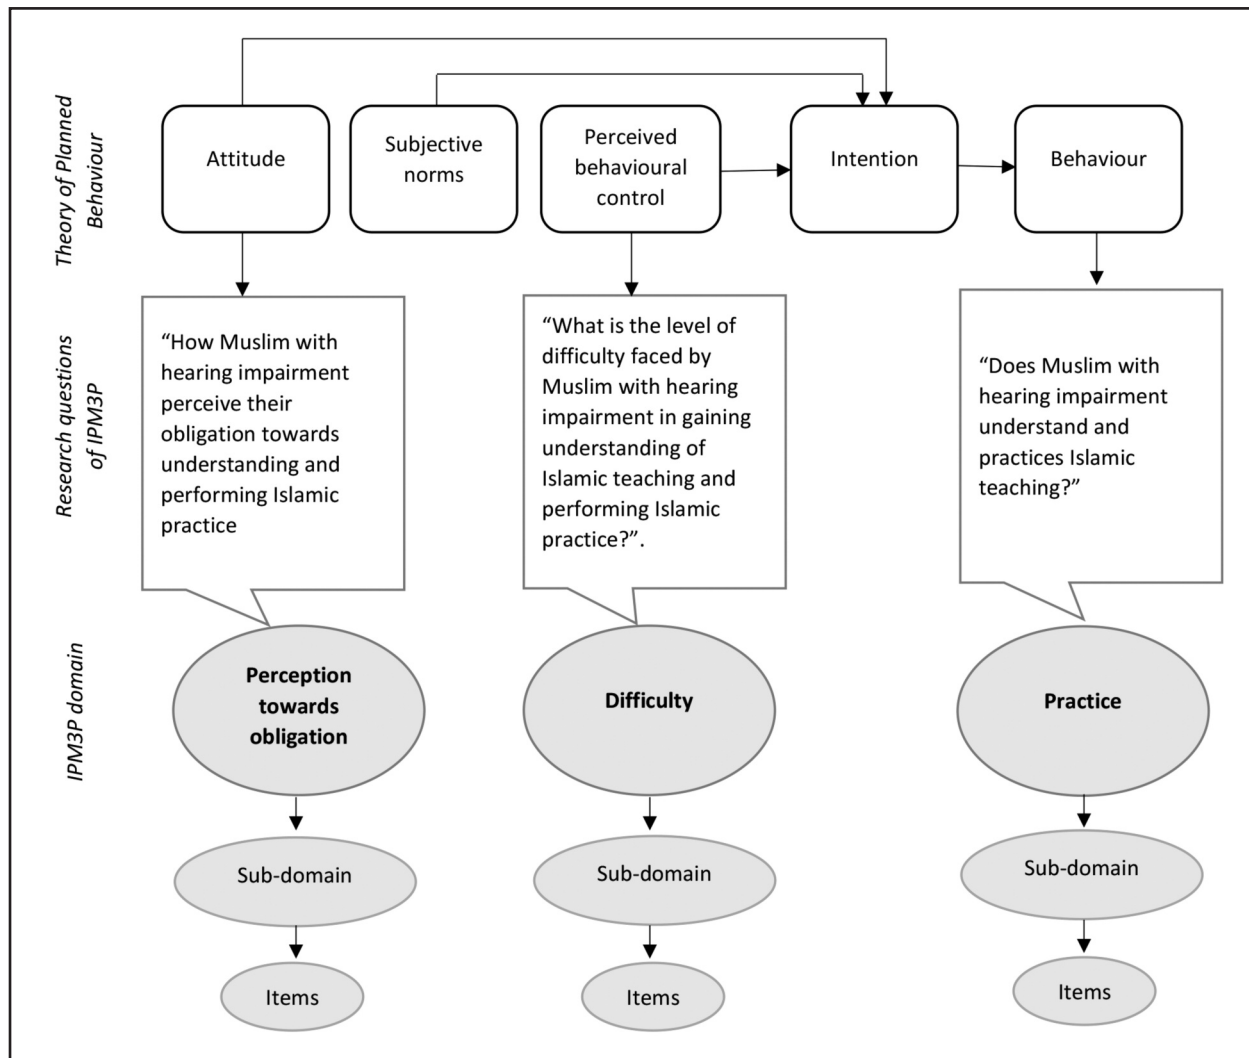 Theory of Planned
Behaviour
Attitude
Subjective
norms
Perceived
behavioural
control
Intention
Behaviour
Research questions
of IPM3P
“How Muslim with
hearing impairment
perceive their
obligation towards
understanding and
performing Islamic
practice
“What is the level of
difficulty faced by
Muslim with hearing
impairment in gaining
understanding of
Islamic teaching and
performing Islamic
practice?”.
“Does Muslim with
hearing impairment
understand and
practices Islamic
teaching?”
IPM3P domain
Perception
towards
obligation
Difficulty
Practice
Sub-domain
Sub-domain
Sub-domain
Items
Items
Items